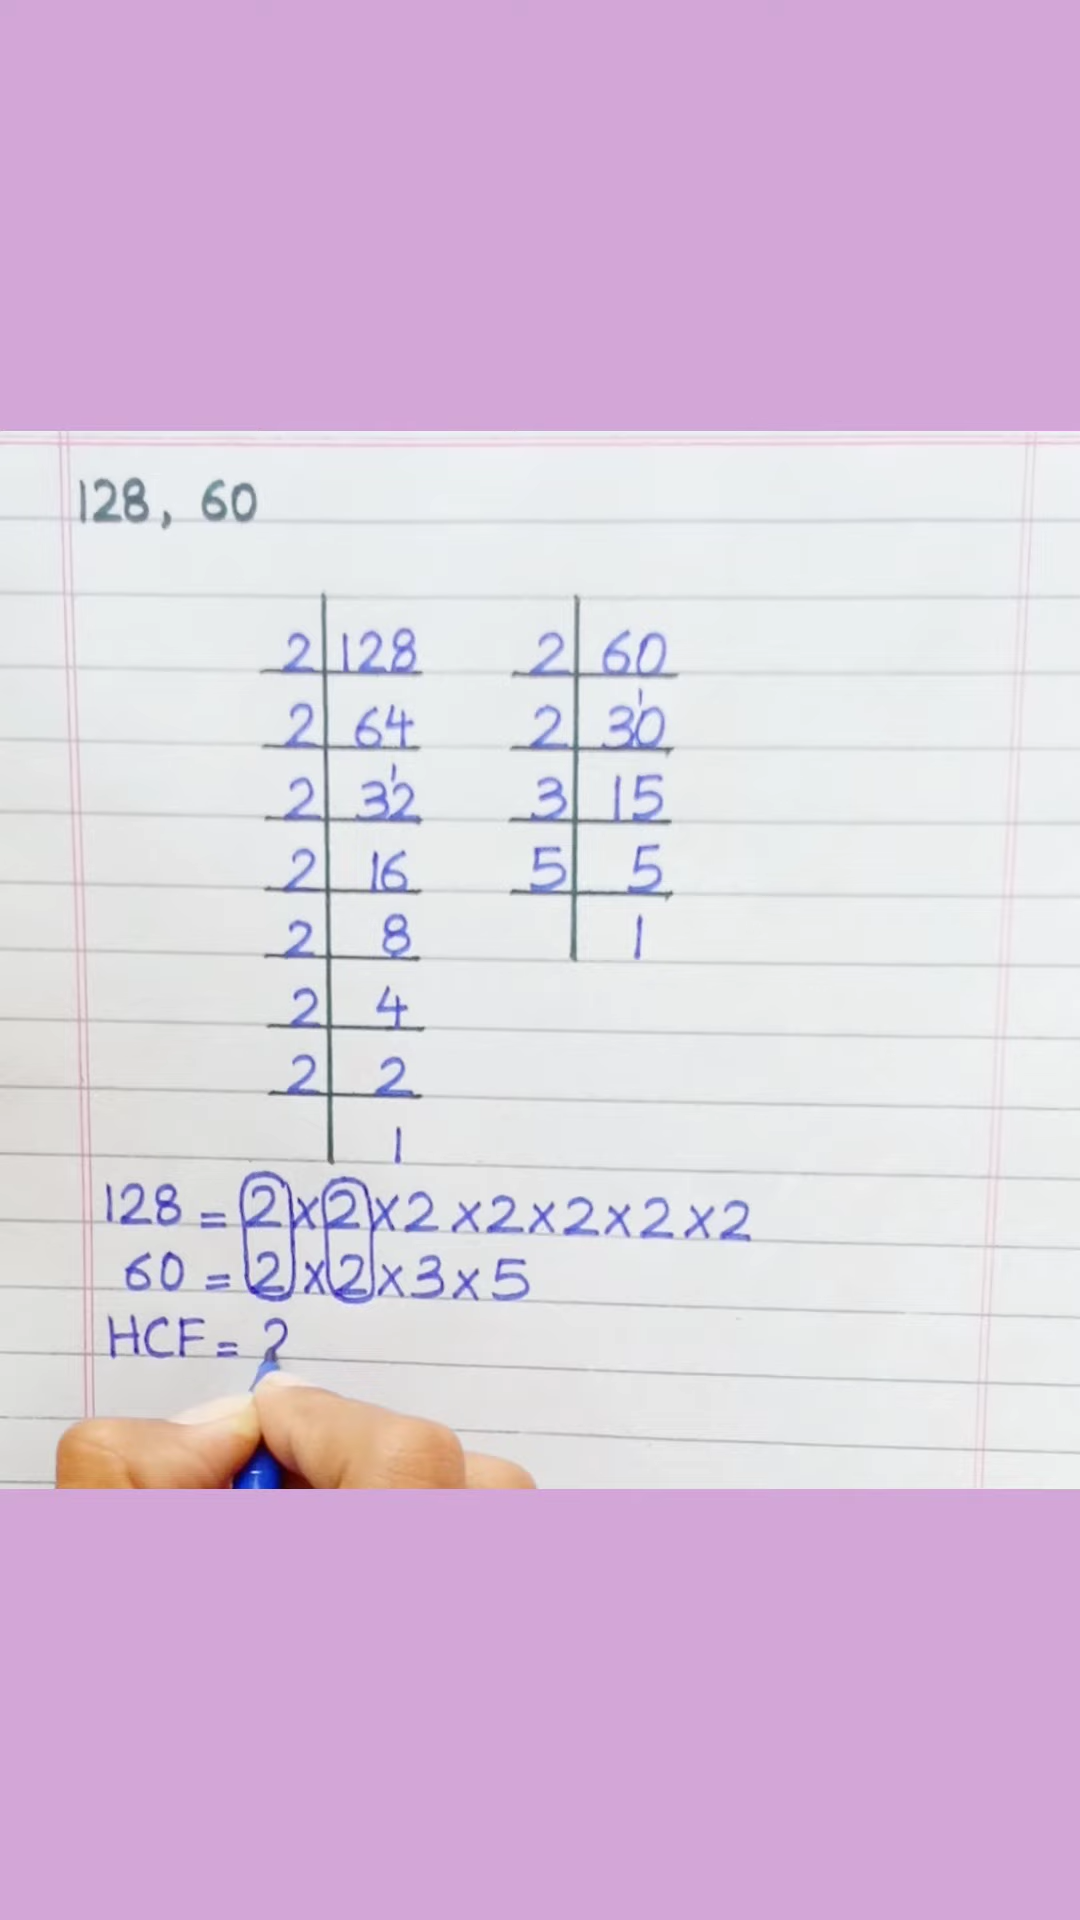 128, 60
2 128 2 60
2 64 2 30 1
2 32 1 3 15
2 16 5 5
2 8 1
2 4
2 2
1
128 = 2 × 2 × 2 × 2 × 2 × 2 × 2
60 = 2 × 2 × 3 × 5
HCF = 2